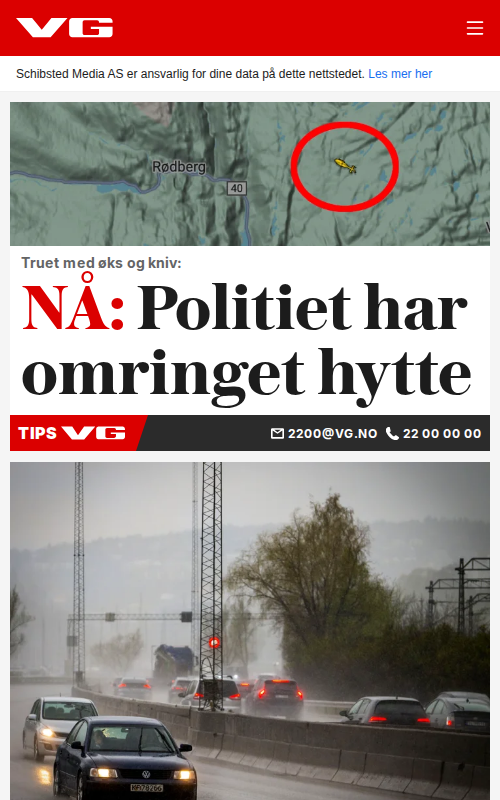 VG
Schibsted Media AS er ansvarlig for dine data på dette nettstedet. Les mer her
Rødberg
40
Truet med øks og kniv:
NÅ: Politiet har
omringet hytte
TIPS VG 2200@VG.NO 22 00 00 00